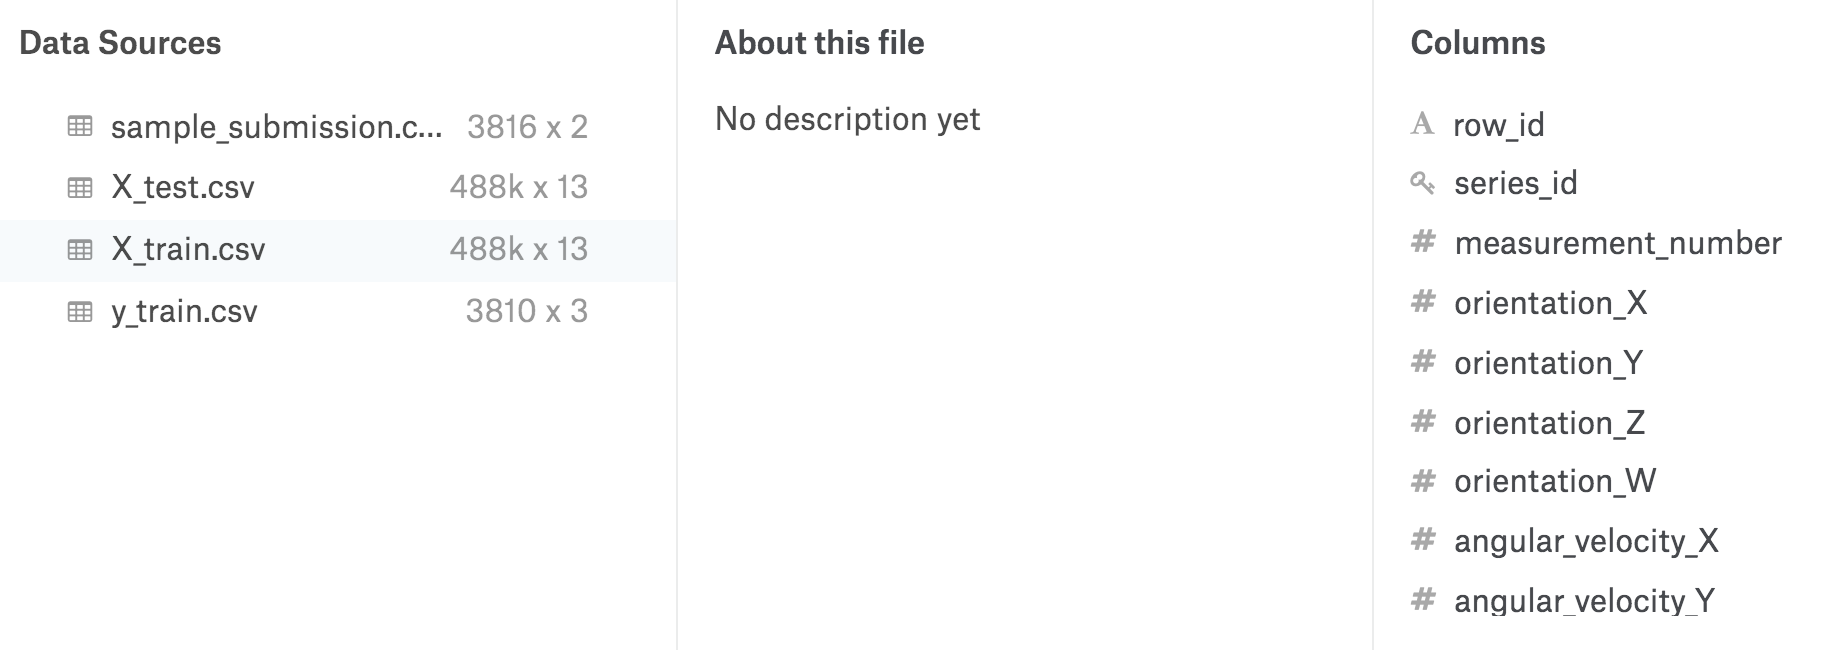 Data Sources
sample_submission.c... 3816 x 2
X_test.csv 488k x 13
X_train.csv 488k x 13
y_train.csv 3810 x 3
About this file
No description yet
Columns
A row_id
series_id
# measurement_number
# orientation_X
# orientation_Y
# orientation_Z
# orientation_W
# angular_velocity_X
# angular_velocity_Y